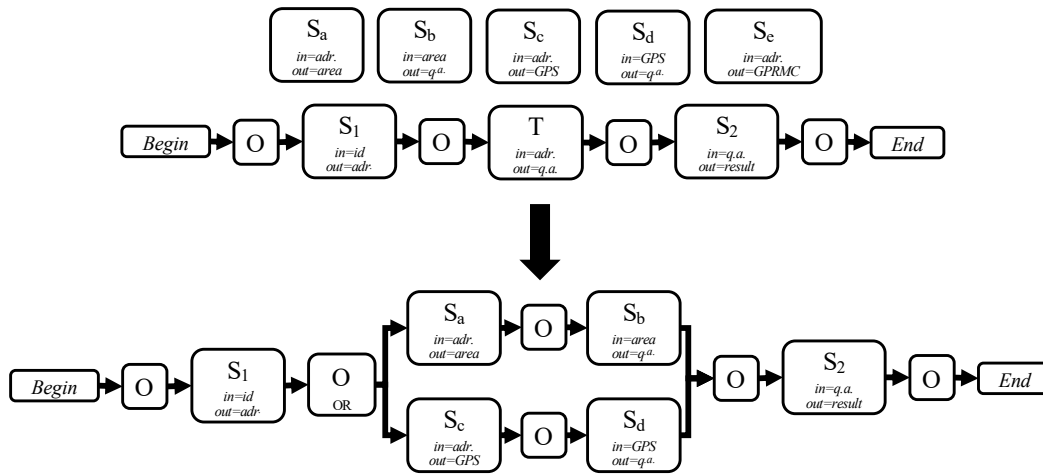 Sa Sb Sc Sd Se
in=adr. in=area in=adr. in=GPS in=adr.
out=area out=q.a. out=GPS out=q.a. out=GPRMC
Begin O S1 O T O S2 O End
in=id in=adr. in=q.a.
out=adr. out=q.a. out=result
Sa O Sb
in=adr. in=area
out=area out=q.a.
Begin O S1 O O S2 O End
in=id OR in=q.a.
out=adr. out=result
Sc O Sd
in=adr. in=GPS
out=GPS out=q.a.